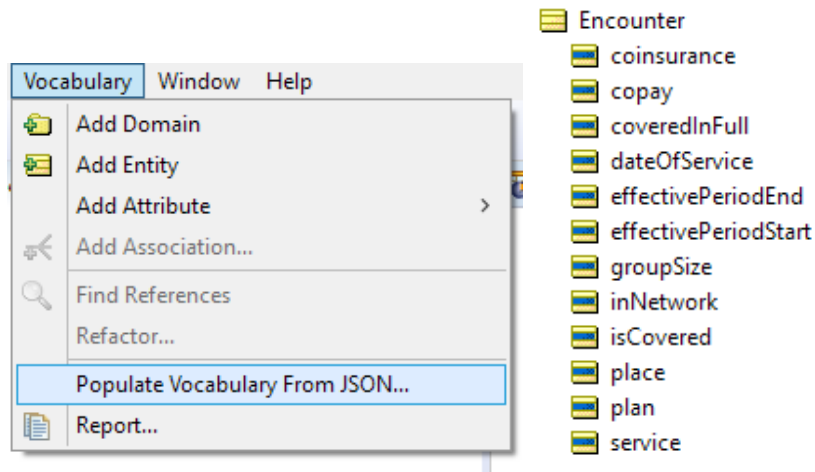 Vocabulary Window Help
Add Domain
Add Entity
Add Attribute
Add Association...
Find References
Refactor...
Populate Vocabulary From JSON...
Report...
Encounter
coinsurance
copay
coveredInFull
dateOfService
effectivePeriodEnd
effectivePeriodStart
groupSize
inNetwork
isCovered
place
plan
service